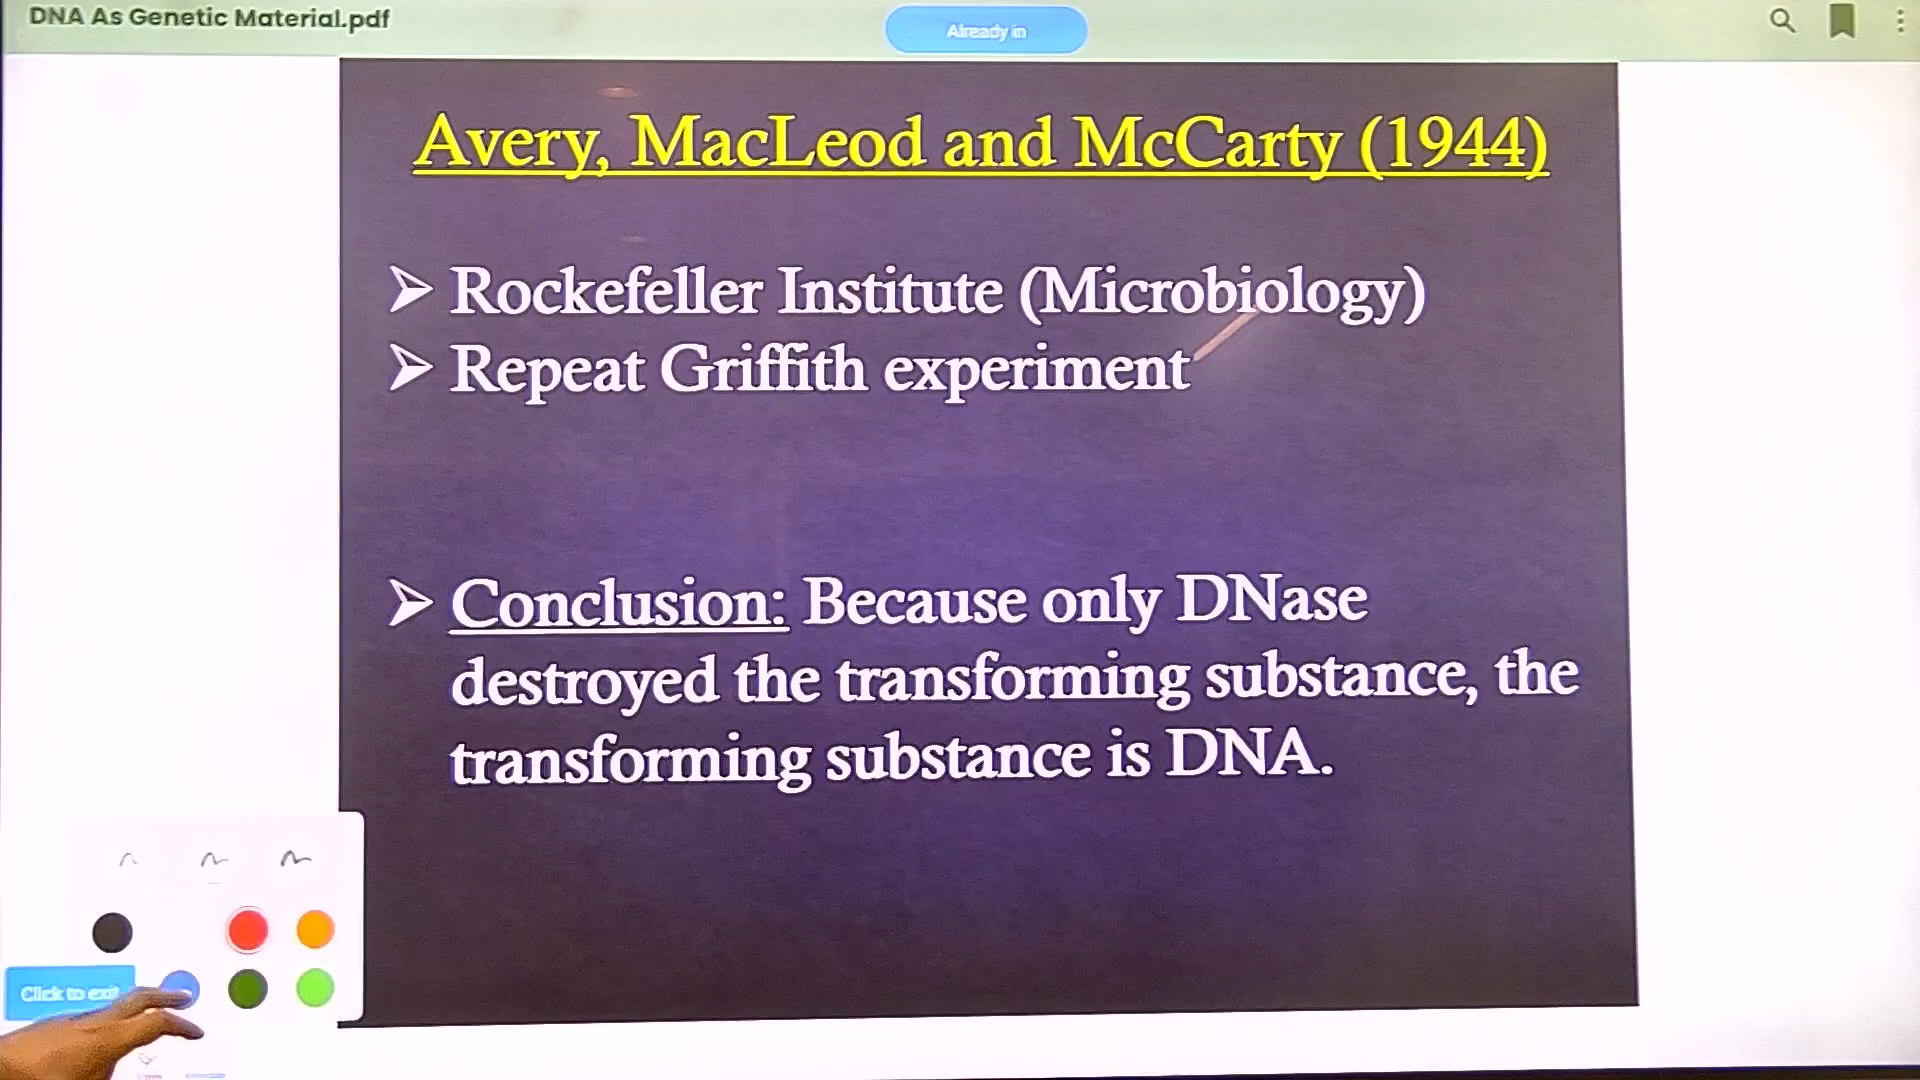 DNA As Genetic Material.pdf
Already in
Avery, MacLeod and McCarty (1944)
➢ Rockefeller Institute (Microbiology)
➢ Repeat Griffith experiment
➢ Conclusion: Because only DNase
destroyed the transforming substance, the
transforming substance is DNA.
Click to exit